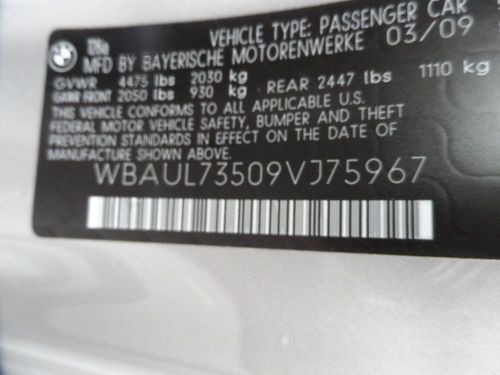 128i VEHICLE TYPE: PASSENGER CAR
MFD BY BAYERISCHE MOTORENWERKE 03/09
GVWR 4475 lbs 2030 kg
GAWR FRONT 2050 lbs 930 kg REAR 2447 lbs 1110 kg
THIS VEHICLE CONFORMS TO ALL APPLICABLE U.S.
FEDERAL MOTOR VEHICLE SAFETY, BUMPER AND THEFT
PREVENTION STANDARDS IN EFFECT ON THE DATE
OF MANUFACTURE SHOWN ABOVE.
WBAUL73509VJ75967